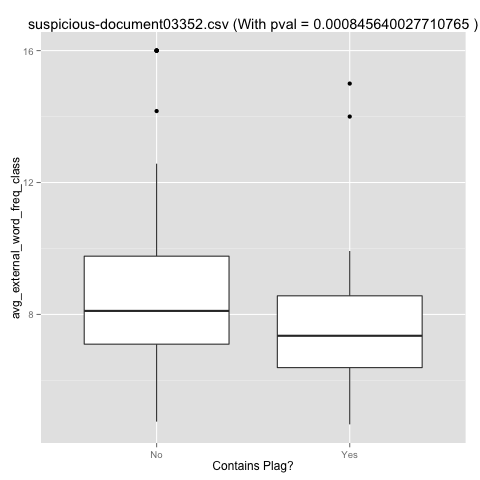 suspicious-document03352.csv (With pval = 0.000845640027710765 )
avg_external_word_freq_class
16
12
8
No
Yes
Contains Plag?